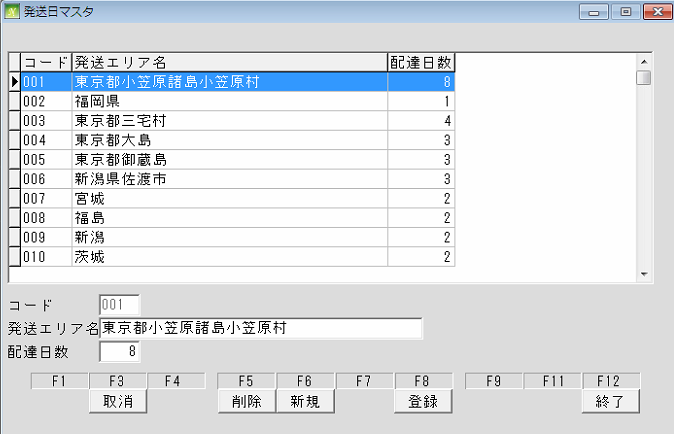 発送日マスタ
コード 発送エリア名 配達日数
001 東京都小笠原諸島小笠原村 8
002 福岡県 1
003 東京都三宅村 4
004 東京都大島 3
005 東京都御蔵島 3
006 新潟県佐渡市 3
007 宮城 2
008 福島 2
009 新潟 2
010 茨城 2
コード 001
発送エリア名 東京都小笠原諸島小笠原村
配達日数 8
F1 F3 F4 F5 F6 F7 F8 F9 F11 F12
取消 削除 新規 登録 終了